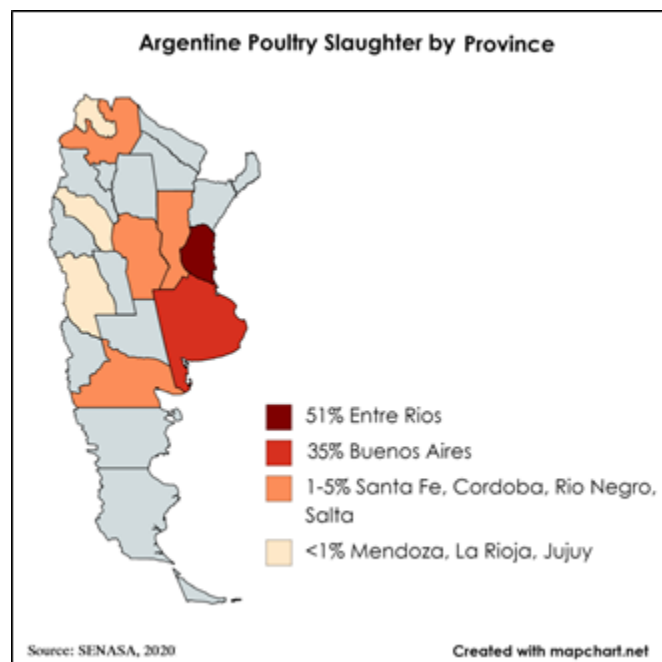 Argentine Poultry Slaughter by Province
51% Entre Rios
35% Buenos Aires
1-5% Santa Fe, Cordoba, Rio Negro,
Salta
<1% Mendoza, La Rioja, Jujuy
Source: SENASA, 2020
Created with mapchart.net